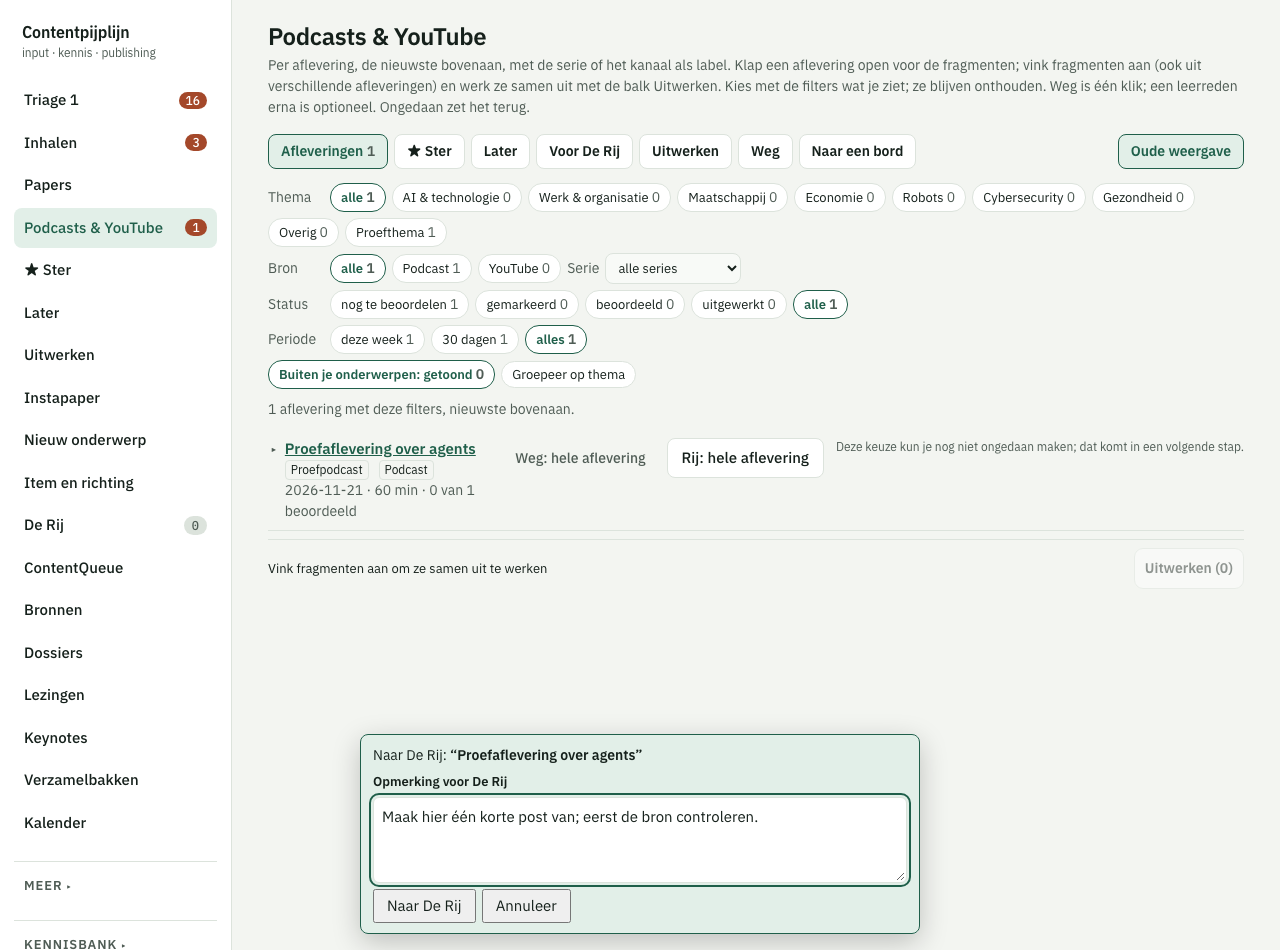 Contentpijplijn
input · kennis · publishing
Triage 1 16
Inhalen 3
Papers
Podcasts & YouTube 1
★ Ster
Later
Uitwerken
Instapaper
Nieuw onderwerp
Item en richting
De Rij 0
ContentQueue
Bronnen
Dossiers
Lezingen
Keynotes
Verzamelbakken
Kalender
MEER ▸
KENNISBANK ▸
Podcasts & YouTube
Per aflevering, de nieuwste bovenaan, met de serie of het kanaal als label. Klap een aflevering open voor de fragmenten; vink fragmenten aan (ook uit
verschillende afleveringen) en werk ze samen uit met de balk Uitwerken. Kies met de filters wat je ziet; ze blijven onthouden. Weg is één klik; een leerreden
erna is optioneel. Ongedaan zet het terug.
Afleveringen 1 ★ Ster Later Voor De Rij Uitwerken Weg Naar een bord Oude weergave
Thema alle 1 AI & technologie 0 Werk & organisatie 0 Maatschappij 0 Economie 0 Robots 0 Cybersecurity 0 Gezondheid 0
Overig 0 Proefthema 1
Bron alle 1 Podcast 1 YouTube 0 Serie alle series
Status nog te beoordelen 1 gemarkeerd 0 beoordeeld 0 uitgewerkt 0 alle 1
Periode deze week 1 30 dagen 1 alles 1
Buiten je onderwerpen: getoond 0 Groepeer op thema
1 aflevering met deze filters, nieuwste bovenaan.
▸ Proefaflevering over agents Weg: hele aflevering Rij: hele aflevering Deze keuze kun je nog niet ongedaan maken; dat komt in een volgende stap.
Proefpodcast Podcast
2026-11-21 · 60 min · 0 van 1
beoordeeld
Vink fragmenten aan om ze samen uit te werken Uitwerken (0)
Naar De Rij: “Proefaflevering over agents”
Opmerking voor De Rij
Maak hier één korte post van; eerst de bron controleren.
Naar De Rij Annuleer